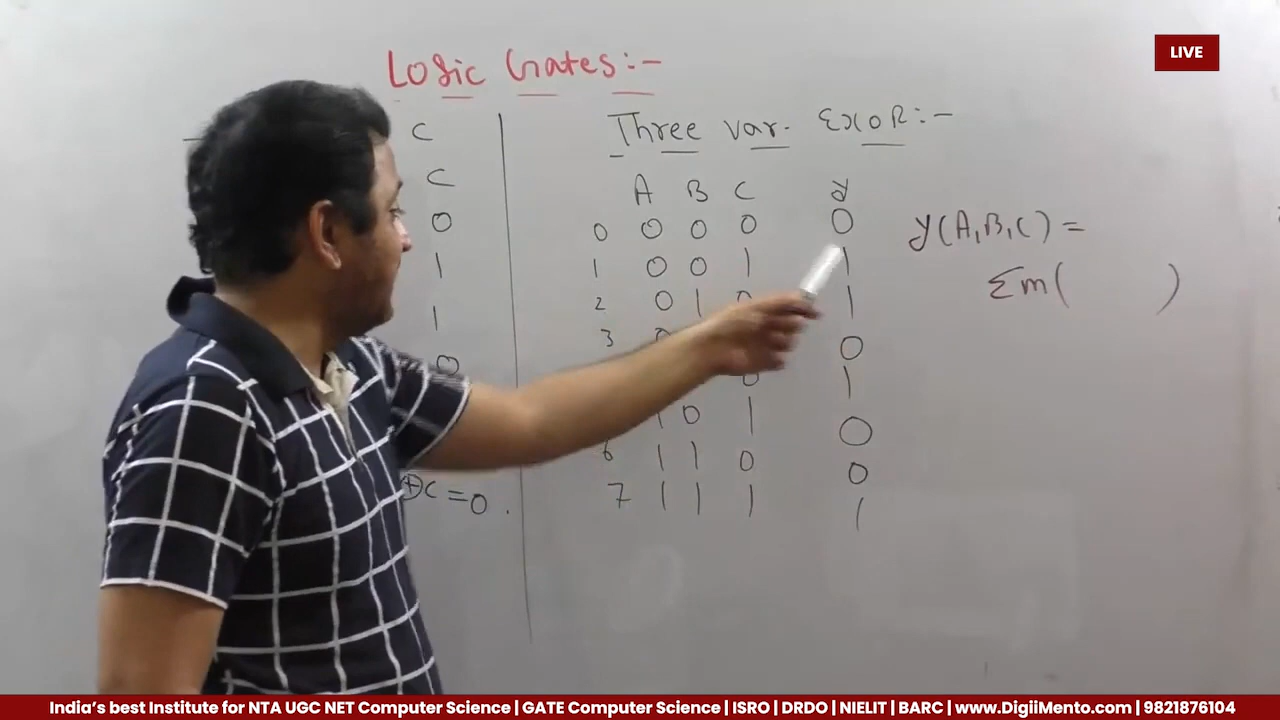 LIVE
Logic Gates:-
C
C
0
1
1
0
⊕C = 0.
Three var. EXOR:-
A B C y
0 0 0 0 0
1 0 0 1 1
2 0 1 0 1
3 0 0
0 1
1 0 1 0
6 1 1 0 0
7 1 1 1 1
y(A,B,C) =
Σm( )
India's best Institute for NTA UGC NET Computer Science | GATE Computer Science | ISRO | DRDO | NIELIT | BARC | www.DigiiMento.com | 9821876104